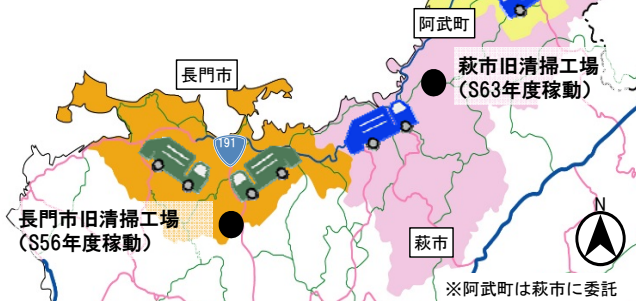 阿武町
長門市
萩市旧清掃工場
（S63年度稼動）
191
長門市旧清掃工場
（S56年度稼動）
萩市
N
※阿武町は萩市に委託